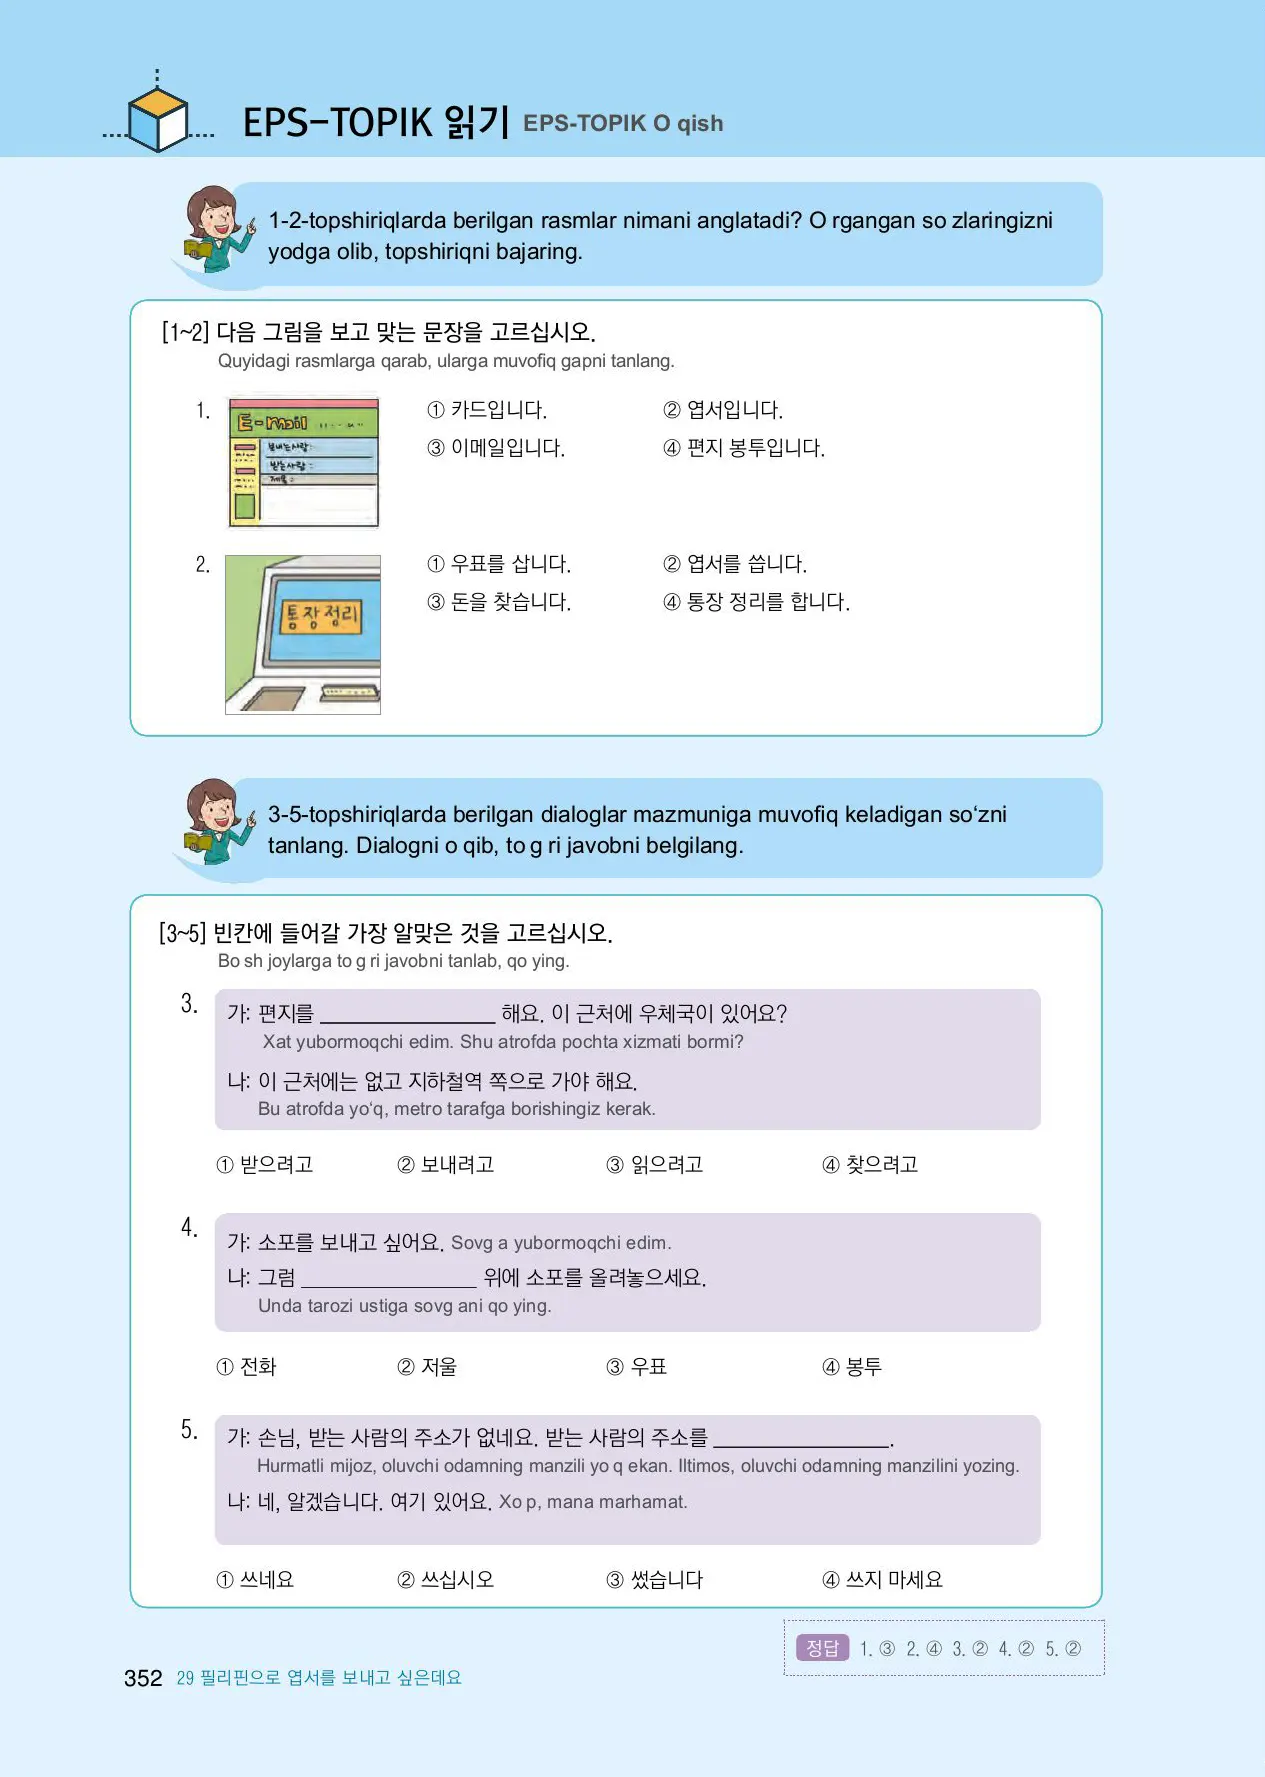 EPS-TOPIK 읽기 EPS-TOPIK O qish
1-2-topshiriqlarda berilgan rasmlar nimani anglatadi? O rgangan so zlaringizni
yodga olib, topshiriqni bajaring.
[1~2] 다음 그림을 보고 맞는 문장을 고르십시오.
Quyidagi rasmlarga qarab, ularga muvofiq gapni tanlang.
1.
E-mail
보내는사람:
받는사람:
제목:
① 카드입니다. ② 엽서입니다.
③ 이메일입니다. ④ 편지 봉투입니다.
2.
통장정리
① 우표를 삽니다. ② 엽서를 씁니다.
③ 돈을 찾습니다. ④ 통장 정리를 합니다.
3-5-topshiriqlarda berilgan dialoglar mazmuniga muvofiq keladigan so‘zni
tanlang. Dialogni o qib, to g ri javobni belgilang.
[3~5] 빈칸에 들어갈 가장 알맞은 것을 고르십시오.
Bo sh joylarga to g ri javobni tanlab, qo ying.
3.
가: 편지를 ________________ 해요. 이 근처에 우체국이 있어요?
Xat yubormoqchi edim. Shu atrofda pochta xizmati bormi?
나: 이 근처에는 없고 지하철역 쪽으로 가야 해요.
Bu atrofda yo‘q, metro tarafga borishingiz kerak.
① 받으려고 ② 보내려고 ③ 읽으려고 ④ 찾으려고
4.
가: 소포를 보내고 싶어요. Sovg a yubormoqchi edim.
나: 그럼 ________________ 위에 소포를 올려놓으세요.
Unda tarozi ustiga sovg ani qo ying.
① 전화 ② 저울 ③ 우표 ④ 봉투
5.
가: 손님, 받는 사람의 주소가 없네요. 받는 사람의 주소를 ________________.
Hurmatli mijoz, oluvchi odamning manzili yo q ekan. Iltimos, oluvchi odamning manzilini yozing.
나: 네, 알겠습니다. 여기 있어요. Xo p, mana marhamat.
① 쓰네요 ② 쓰십시오 ③ 썼습니다 ④ 쓰지 마세요
정답 1. ③ 2. ④ 3. ② 4. ② 5. ②
352 29 필리핀으로 엽서를 보내고 싶은데요